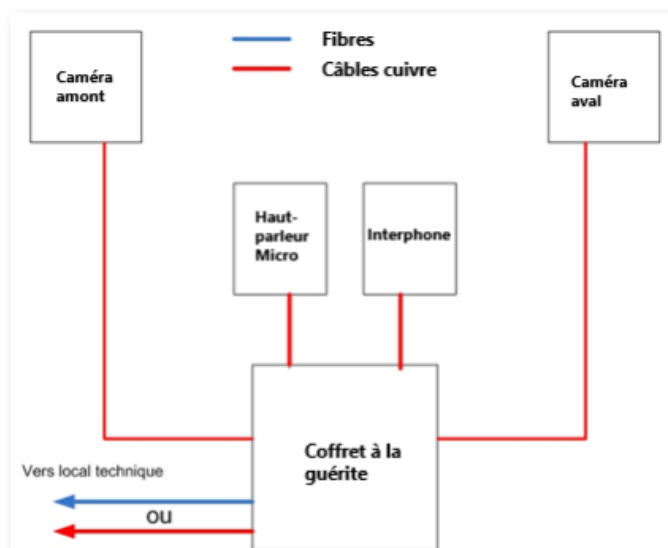 Fibres
Câbles cuivre
Caméra
amont
Caméra
aval
Haut-
parleur
Micro
Interphone
Coffret à la
guérite
Vers local technique
OU